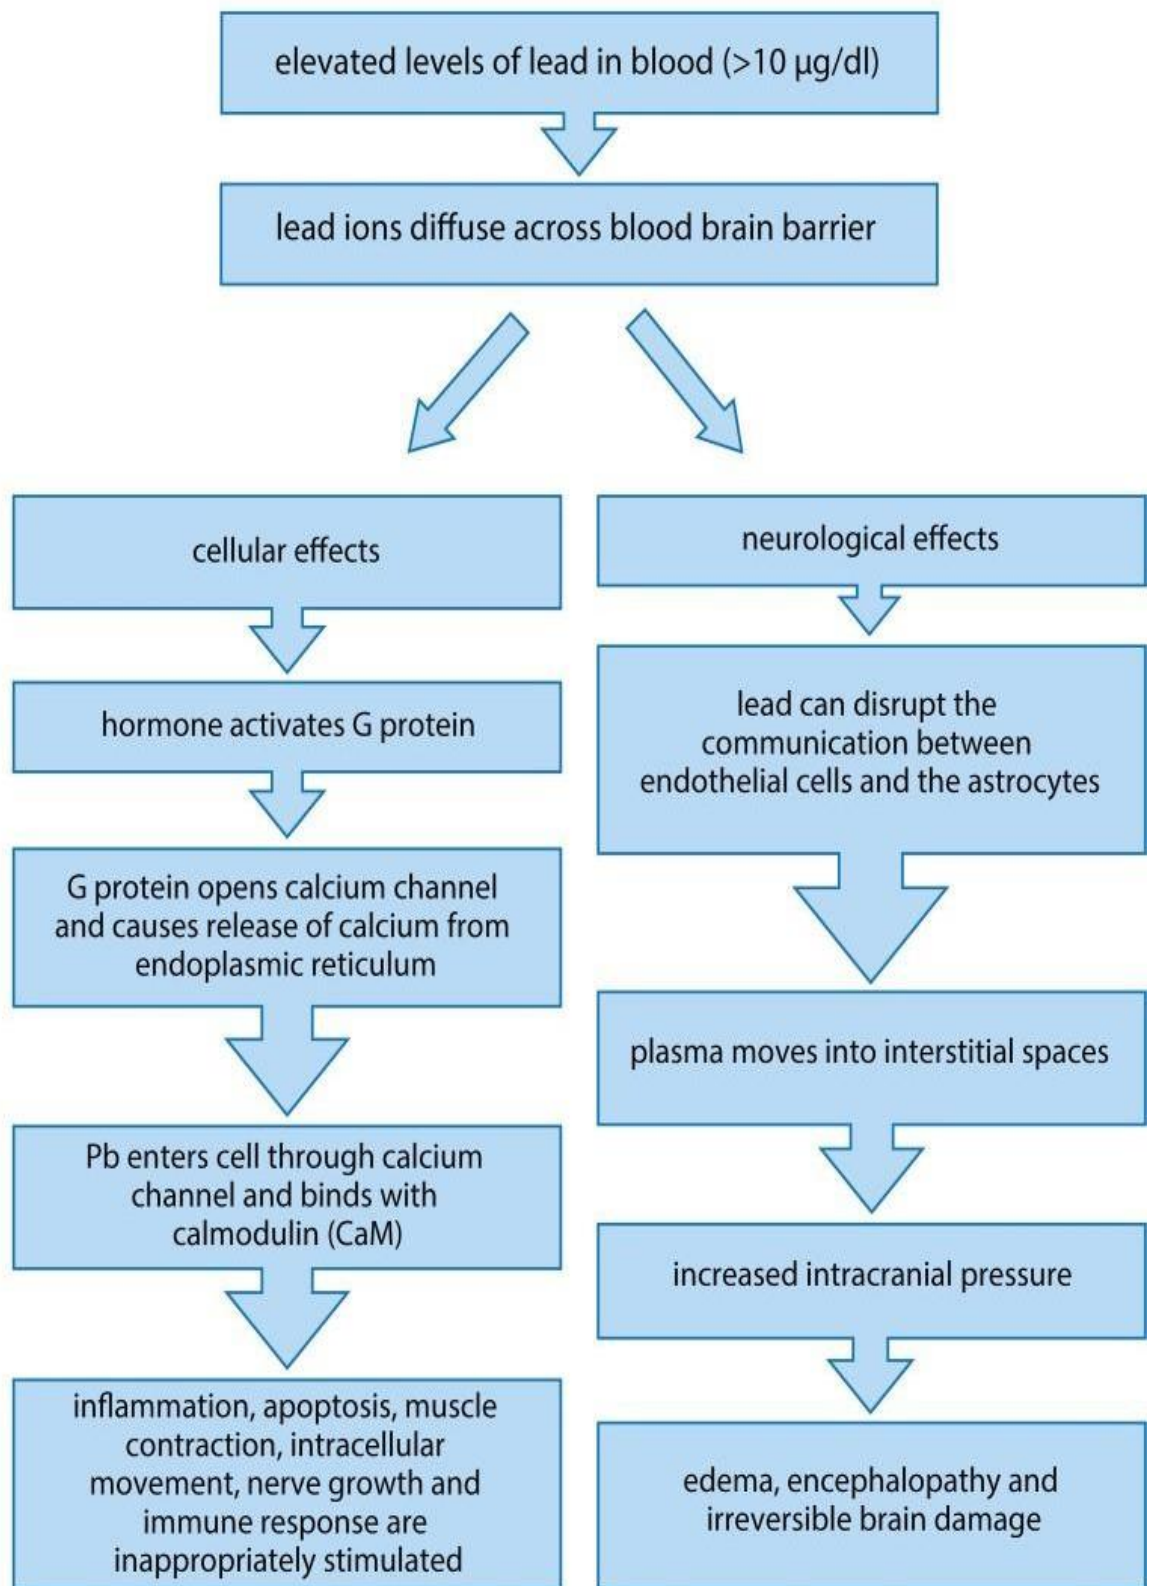 elevated levels of lead in blood (>10 µg/dl)
lead ions diffuse across blood brain barrier
cellular effects
hormone activates G protein
G protein opens calcium channel
and causes release of calcium from
endoplasmic reticulum
Pb enters cell through calcium
channel and binds with
calmodulin (CaM)
inflammation, apoptosis, muscle
contraction, intracellular
movement, nerve growth and
immune response are
inappropriately stimulated
neurological effects
lead can disrupt the
communication between
endothelial cells and the astrocytes
plasma moves into interstitial spaces
increased intracranial pressure
edema, encephalopathy and
irreversible brain damage